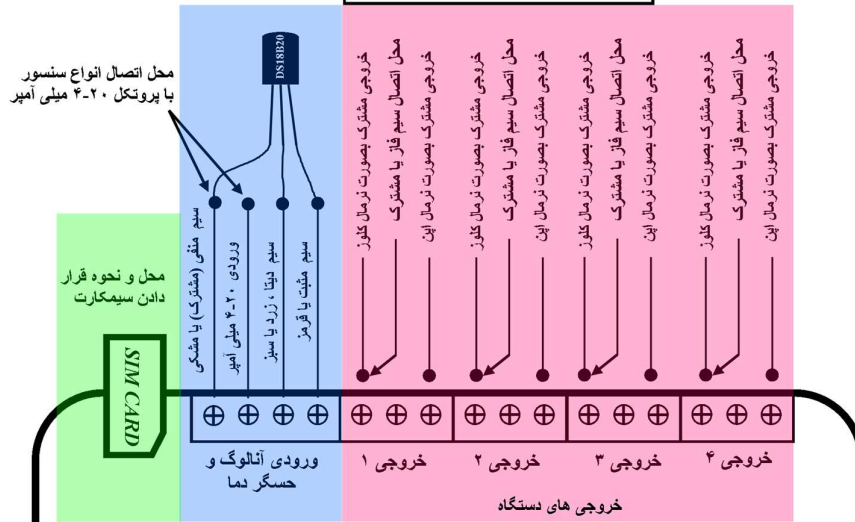 محل اتصال انواع سنسور
با پروتکل ۲۰-۴ میلی آمپر
DS18B20
محل و نحوه قرار
دادن سیمکارت
SIM CARD
سیم منفی (مشترک) یا مشکی
ورودی ۲۰-۴ میلی آمپر
سیم دیتا ، زرد یا سبز
سیم مثبت یا قرمز
خروجی مشترک بصورت نرمال کلوز
محل اتصال سیم فاز یا مشترک
خروجی مشترک بصورت نرمال اپن
خروجی مشترک بصورت نرمال کلوز
محل اتصال سیم فاز یا مشترک
خروجی مشترک بصورت نرمال اپن
خروجی مشترک بصورت نرمال کلوز
محل اتصال سیم فاز یا مشترک
خروجی مشترک بصورت نرمال اپن
خروجی مشترک بصورت نرمال کلوز
محل اتصال سیم فاز یا مشترک
خروجی مشترک بصورت نرمال اپن
ورودی آنالوگ و
حسگر دما
خروجی ۱
خروجی ۲
خروجی ۳
خروجی ۴
خروجی های دستگاه